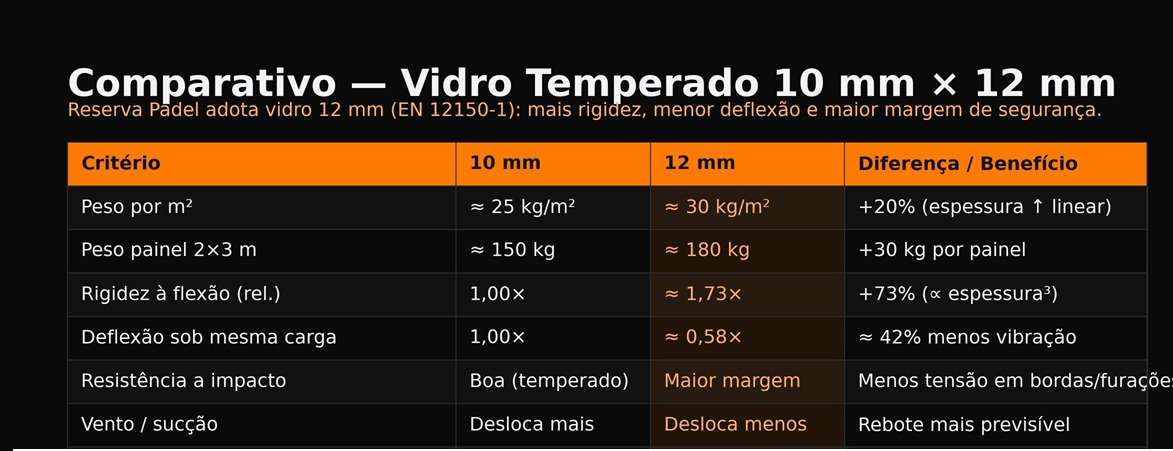 Comparativo — Vidro Temperado 10 mm × 12 mm
Reserva Padel adota vidro 12 mm (EN 12150-1): mais rigidez, menor deflexão e maior margem de segurança.
Critério 10 mm 12 mm Diferença / Benefício
Peso por m² ≈ 25 kg/m² ≈ 30 kg/m² +20% (espessura ↑ linear)
Peso painel 2×3 m ≈ 150 kg ≈ 180 kg +30 kg por painel
Rigidez à flexão (rel.) 1,00× ≈ 1,73× +73% (∝ espessura³)
Deflexão sob mesma carga 1,00× ≈ 0,58× ≈ 42% menos vibração
Resistência a impacto Boa (temperado) Maior margem Menos tensão em bordas/furações
Vento / sucção Desloca mais Desloca menos Rebote mais previsível